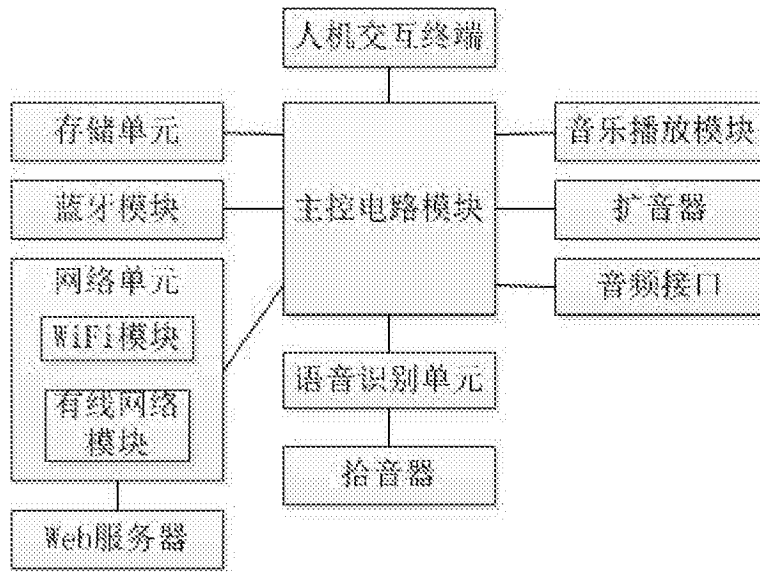 人机交互终端
存储单元
音乐播放模块
蓝牙模块
主控电路模块
扩音器
网络单元
音频接口
WiFi模块
语音识别单元
有线网络
模块
拾音器
Web服务器